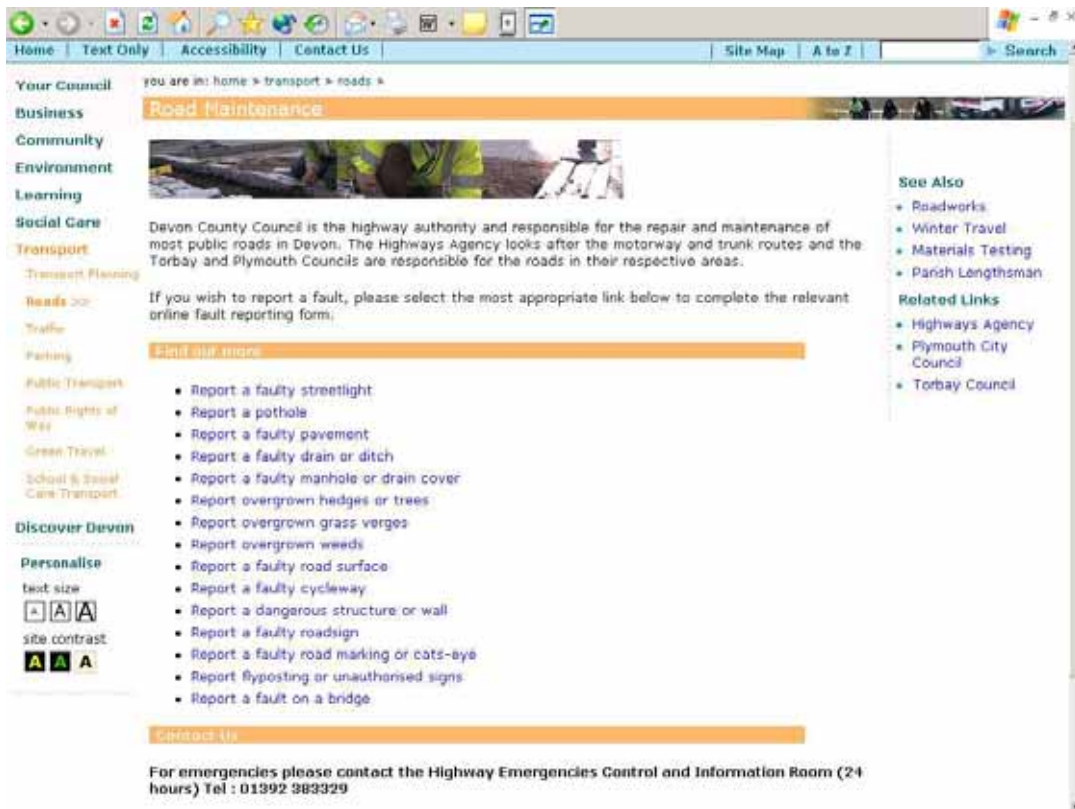 Home | Text Only | Accessibility | Contact Us | | Site Map | A to Z | Search
Your Council
Business
Community
Environment
Learning
Social Care
Transport
Transport Planning
Roads >>
Traffic
Parking
Public Transport
Public Rights of
Way
Green Travel
School & Social
Care Transport
Discover Devon
Personalise
text size
A A A
site contrast
A A A
you are in: home > transport > roads >
Road Maintenance
Devon County Council is the highway authority and responsible for the repair and maintenance of
most public roads in Devon. The Highways Agency looks after the motorway and trunk routes and the
Torbay and Plymouth Councils are responsible for the roads in their respective areas.
If you wish to report a fault, please select the most appropriate link below to complete the relevant
online fault reporting form.
Find out more
• Report a faulty streetlight
• Report a pothole
• Report a faulty pavement
• Report a faulty drain or ditch
• Report a faulty manhole or drain cover
• Report overgrown hedges or trees
• Report overgrown grass verges
• Report overgrown weeds
• Report a faulty road surface
• Report a faulty cycleway
• Report a dangerous structure or wall
• Report a faulty roadsign
• Report a faulty road marking or cats-eye
• Report flyposting or unauthorised signs
• Report a fault on a bridge
Contact Us
For emergencies please contact the Highway Emergencies Control and Information Room (24
hours) Tel : 01392 383329
See Also
• Roadworks
• Winter Travel
• Materials Testing
• Parish Lengthsman
Related Links
• Highways Agency
• Plymouth City
Council
• Torbay Council